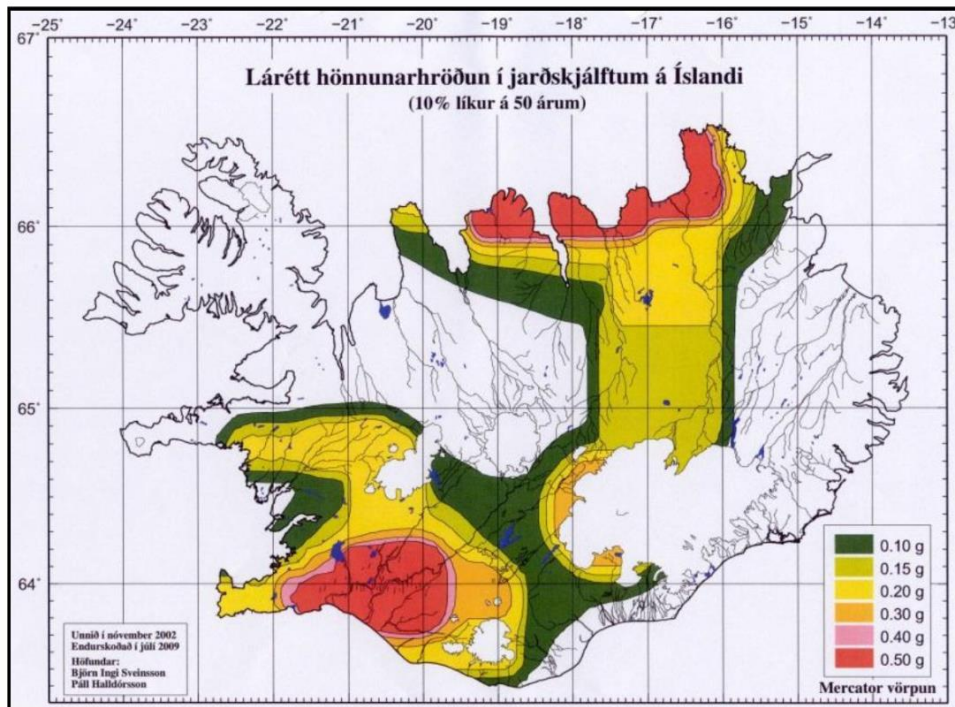 −25 −24 −23 −22 −21 −20 −19 −18 −17 −16 −15 −14 −13
67°
Lárétt hönnunarhröðun í jarðskjálftum á Íslandi
(10% líkur á 50 árum)
66°
65°
64°
0.10 g
0.15 g
0.20 g
0.30 g
0.40 g
0.50 g
Unnið í nóvember 2002
Endurskoðað í júlí 2009
Höfundar:
Björn Ingi Sveinsson
Páll Halldórsson
Mercator vörpun